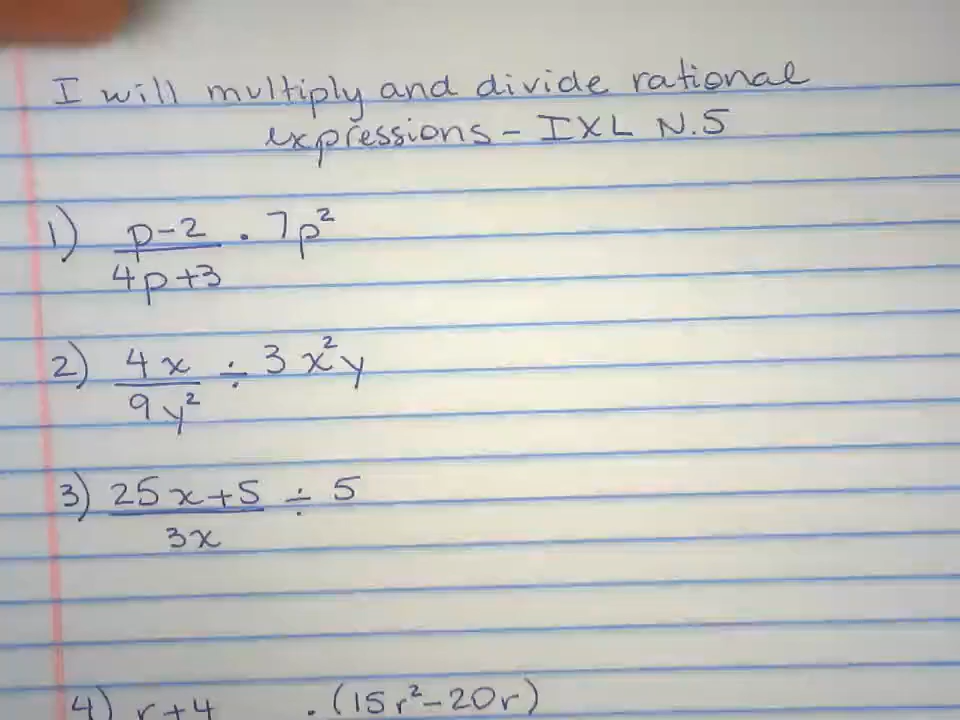 I will multiply and divide rational
expressions - IXL N.5
1) p-2 · 7p²
4p+3
2) 4x ÷ 3x²y
9y²
3) 25x+5 ÷ 5
3x
4) r+4 · (15r²-20r)